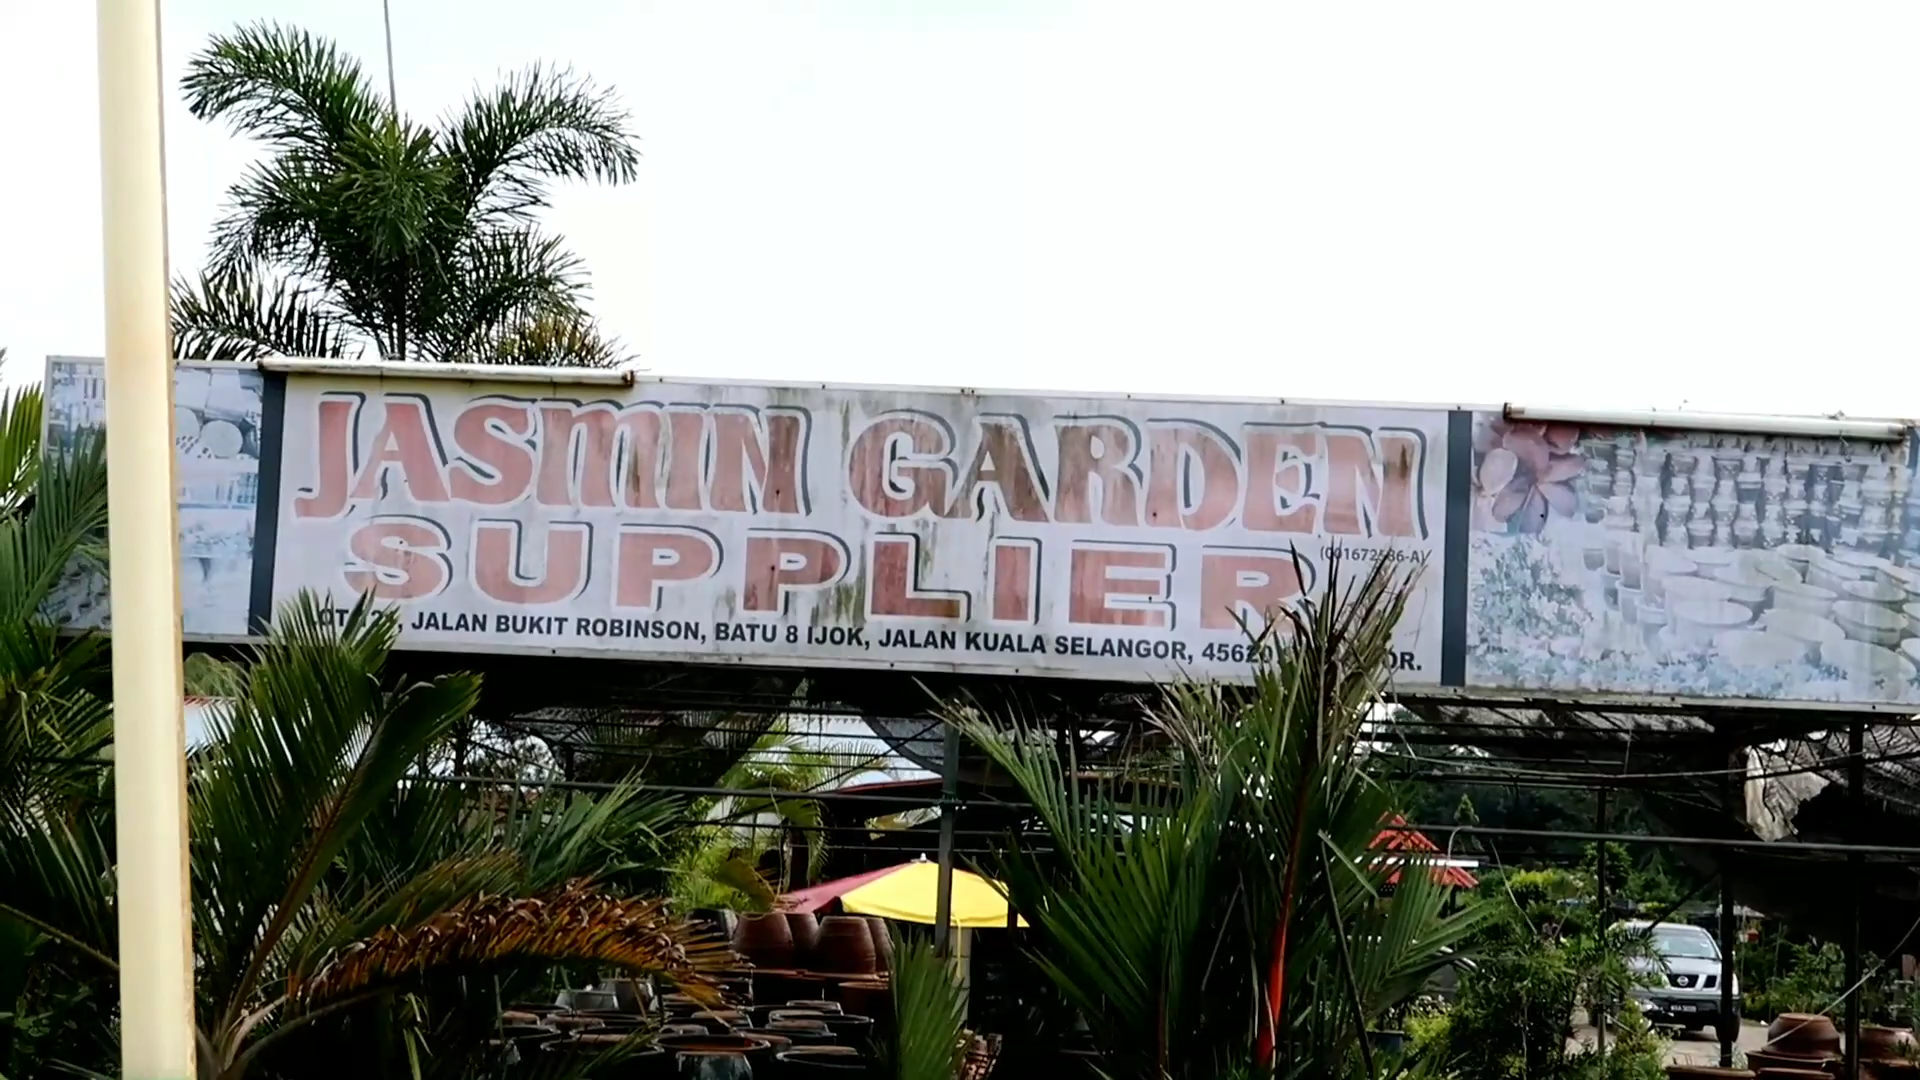 JASMIN GARDEN
SUPPLIER
JALAN BUKIT ROBINSON, BATU 8 IJOK, JALAN KUALA SELANGOR,